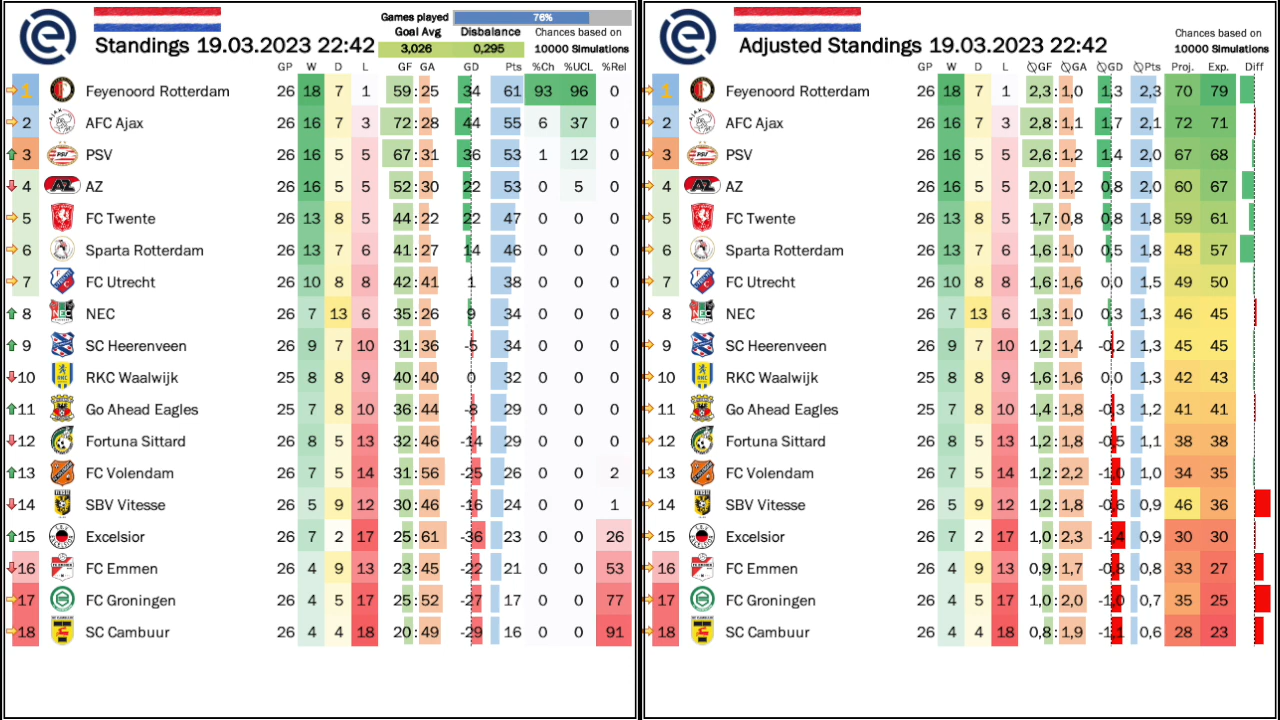 Games played 76%
Goal Avg Disbalance Chances based on
Standings 19.03.2023 22:42 3,026 0,295 10000 Simulations
GP W D L GF GA GD Pts %Ch %UCL %Rel
1 Feyenoord Rotterdam 26 18 7 1 59:25 34 61 93 96 0
2 AFC Ajax 26 16 7 3 72:28 44 55 6 37 0
3 PSV 26 16 5 5 67:31 36 53 1 12 0
4 AZ 26 16 5 5 52:30 22 53 0 5 0
5 FC Twente 26 13 8 5 44:22 22 47 0 0 0
6 Sparta Rotterdam 26 13 7 6 41:27 14 46 0 0 0
7 FC Utrecht 26 10 8 8 42:41 1 38 0 0 0
8 NEC 26 7 13 6 35:26 9 34 0 0 0
9 SC Heerenveen 26 9 7 10 31:36 -5 34 0 0 0
10 RKC Waalwijk 25 8 8 9 40:40 0 32 0 0 0
11 Go Ahead Eagles 25 7 8 10 36:44 -8 29 0 0 0
12 Fortuna Sittard 26 8 5 13 32:46 -14 29 0 0 0
13 FC Volendam 26 7 5 14 31:56 -25 26 0 0 2
14 SBV Vitesse 26 5 9 12 30:46 -16 24 0 0 1
15 Excelsior 26 7 2 17 25:61 -36 23 0 0 26
16 FC Emmen 26 4 9 13 23:45 -22 21 0 0 53
17 FC Groningen 26 4 5 17 25:52 -27 17 0 0 77
18 SC Cambuur 26 4 4 18 20:49 -29 16 0 0 91
Chances based on
Adjusted Standings 19.03.2023 22:42 10000 Simulations
GP W D L ∅GF ∅GA ∅GD ∅Pts Proj. Exp. Diff
1 Feyenoord Rotterdam 26 18 7 1 2,3:1,0 1,3 2,3 70 79
2 AFC Ajax 26 16 7 3 2,8:1,1 1,7 2,1 72 71
3 PSV 26 16 5 5 2,6:1,2 1,4 2,0 67 68
4 AZ 26 16 5 5 2,0:1,2 0,8 2,0 60 67
5 FC Twente 26 13 8 5 1,7:0,8 0,8 1,8 59 61
6 Sparta Rotterdam 26 13 7 6 1,6:1,0 0,5 1,8 48 57
7 FC Utrecht 26 10 8 8 1,6:1,6 0,0 1,5 49 50
8 NEC 26 7 13 6 1,3:1,0 0,3 1,3 46 45
9 SC Heerenveen 26 9 7 10 1,2:1,4 -0,2 1,3 45 45
10 RKC Waalwijk 25 8 8 9 1,6:1,6 0,0 1,3 42 43
11 Go Ahead Eagles 25 7 8 10 1,4:1,8 -0,3 1,2 41 41
12 Fortuna Sittard 26 8 5 13 1,2:1,8 -0,5 1,1 38 38
13 FC Volendam 26 7 5 14 1,2:2,2 -1,0 1,0 34 35
14 SBV Vitesse 26 5 9 12 1,2:1,8 -0,6 0,9 46 36
15 Excelsior 26 7 2 17 1,0:2,3 -1,4 0,9 30 30
16 FC Emmen 26 4 9 13 0,9:1,7 -0,8 0,8 33 27
17 FC Groningen 26 4 5 17 1,0:2,0 -1,0 0,7 35 25
18 SC Cambuur 26 4 4 18 0,8:1,9 -1,1 0,6 28 23